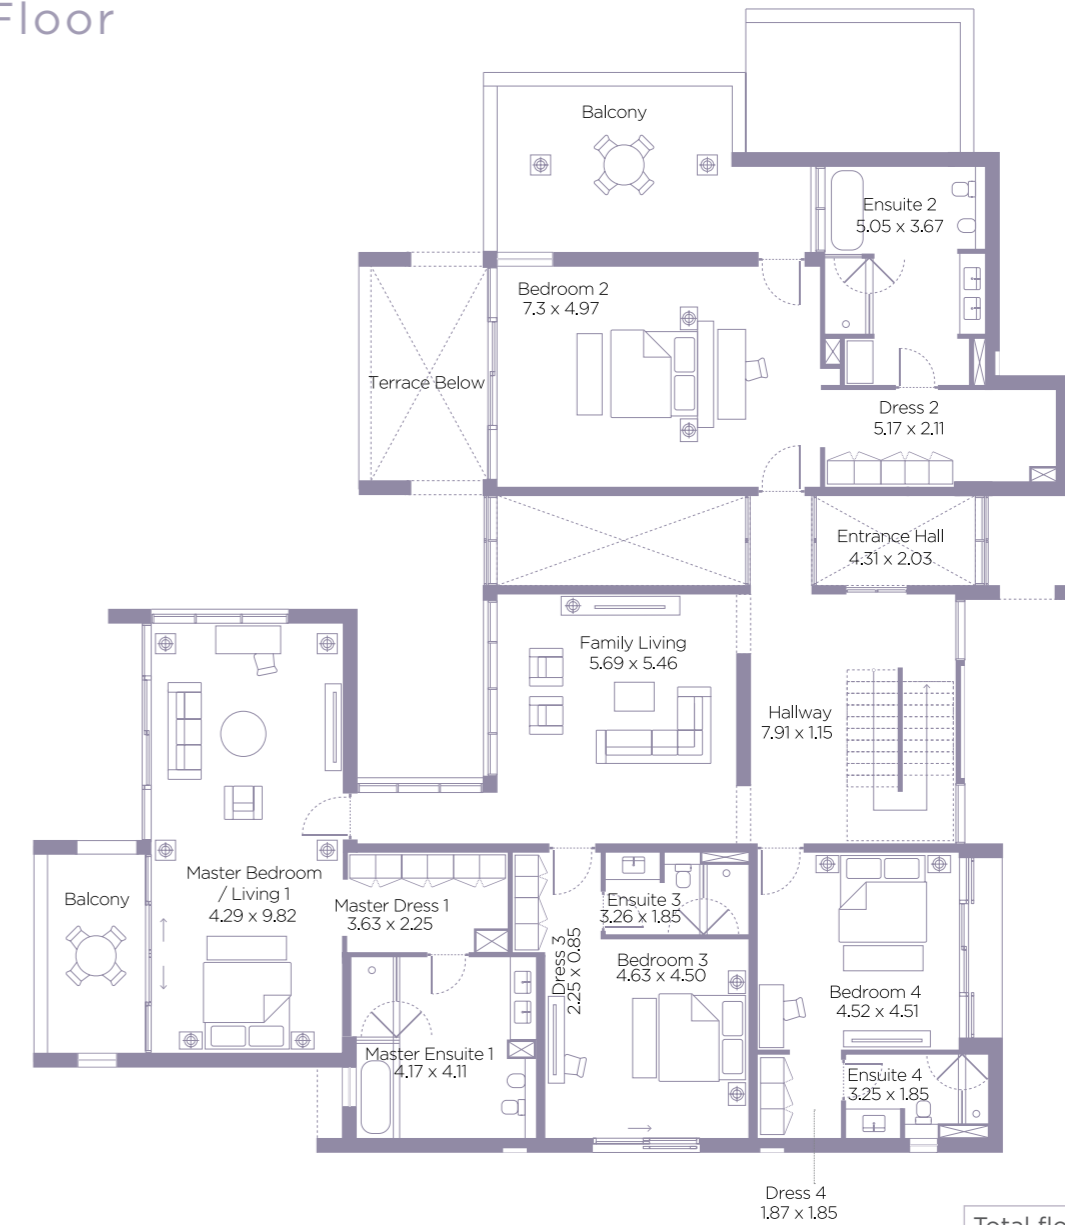 Floor
Balcony
Ensuite 2
5.05 x 3.67
Bedroom 2
7.3 x 4.97
Terrace Below
Dress 2
5.17 x 2.11
Entrance Hall
4.31 x 2.03
Family Living
5.69 x 5.46
Hallway
7.91 x 1.15
Master Bedroom
/ Living 1
4.29 x 9.82
Balcony
Master Dress 1
3.63 x 2.25
Ensuite 3
3.26 x 1.85
Dress 3
2.25 x 0.85
Bedroom 3
4.63 x 4.50
Bedroom 4
4.52 x 4.51
Master Ensuite 1
4.17 x 4.11
Ensuite 4
3.25 x 1.85
Dress 4
1.87 x 1.85
Total